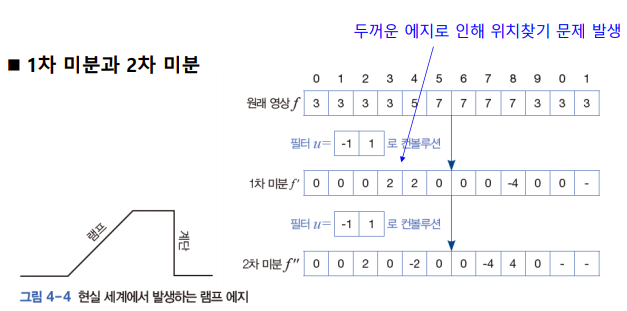 두꺼운 에지로 인해 위치찾기 문제 발생
■ 1차 미분과 2차 미분
0 1 2 3 4 5 6 7 8 9 0 1
원래 영상 f 3 3 3 3 5 7 7 7 7 3 3 3
필터 u= -1 1 로 컨볼루션
1차 미분 f′ 0 0 0 2 2 0 0 0 -4 0 0 -
필터 u= -1 1 로 컨볼루션
2차 미분 f″ 0 0 2 0 -2 0 0 -4 4 0 - -
램프
계단
그림 4-4 현실 세계에서 발생하는 램프 에지